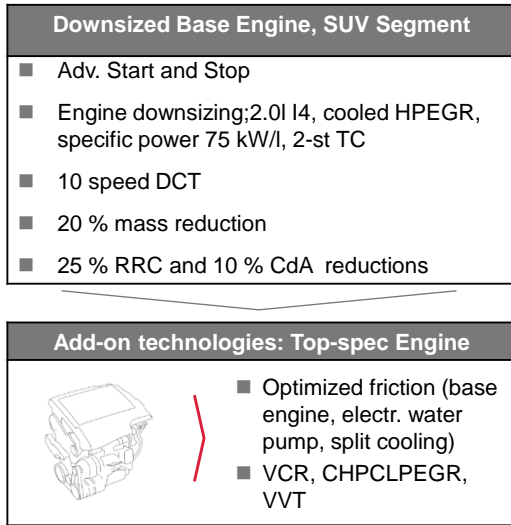 Downsized Base Engine, SUV Segment
■ Adv. Start and Stop
■ Engine downsizing;2.0l I4, cooled HPEGR,
specific power 75 kW/l, 2-st TC
■ 10 speed DCT
■ 20 % mass reduction
■ 25 % RRC and 10 % CdA reductions
Add-on technologies: Top-spec Engine
■ Optimized friction (base
engine, electr. water
pump, split cooling)
■ VCR, CHPCLPEGR,
VVT